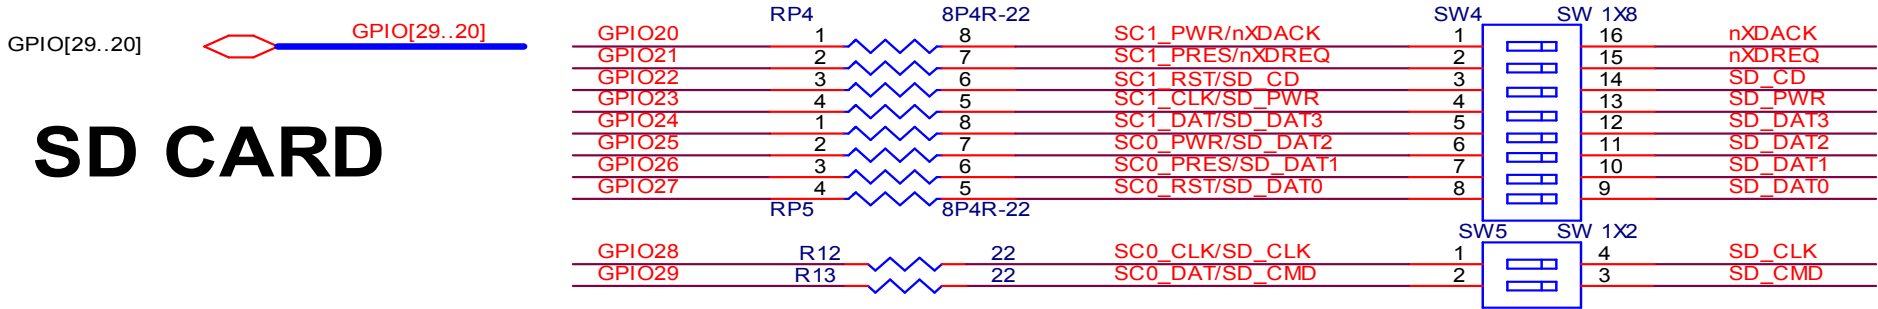 RP4 8P4R-22 SW4 SW 1X8
GPIO[29..20] GPIO[29..20]
GPIO20 1 8 SC1_PWR/nXDACK 1 16 nXDACK
GPIO21 2 7 SC1_PRES/nXDREQ 2 15 nXDREQ
GPIO22 3 6 SC1_RST/SD_CD 3 14 SD_CD
GPIO23 4 5 SC1_CLK/SD_PWR 4 13 SD_PWR
GPIO24 1 8 SC1_DAT/SD_DAT3 5 12 SD_DAT3
SD CARD
GPIO25 2 7 SC0_PWR/SD_DAT2 6 11 SD_DAT2
GPIO26 3 6 SC0_PRES/SD_DAT1 7 10 SD_DAT1
GPIO27 4 5 SC0_RST/SD_DAT0 8 9 SD_DAT0
RP5 8P4R-22
SW5 SW 1X2
GPIO28 R12 22 SC0_CLK/SD_CLK 1 4 SD_CLK
GPIO29 R13 22 SC0_DAT/SD_CMD 2 3 SD_CMD